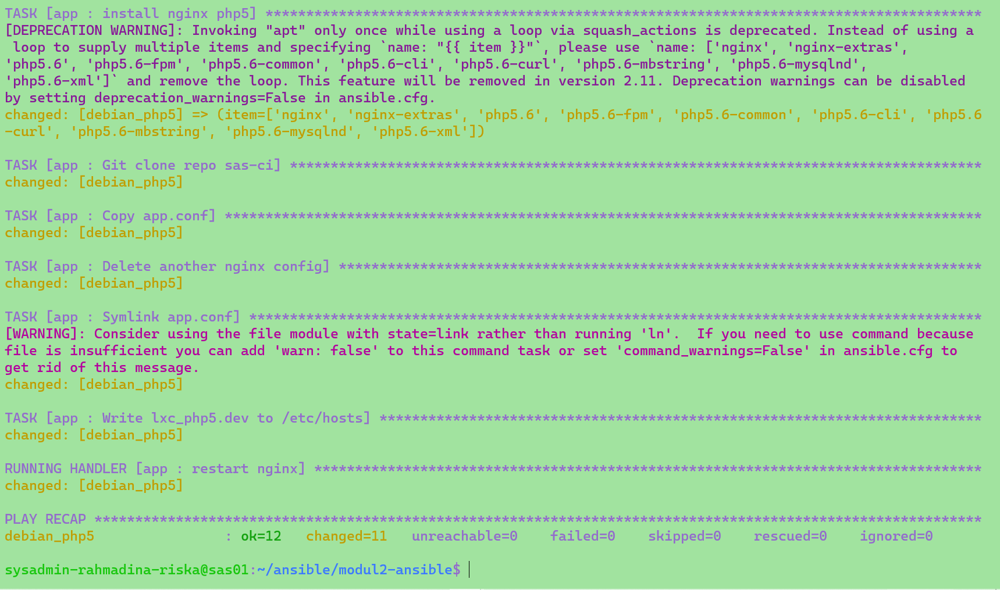 TASK [app : install nginx php5] ****************************************************************************************
[DEPRECATION WARNING]: Invoking "apt" only once while using a loop via squash_actions is deprecated. Instead of using a
 loop to supply multiple items and specifying `name: "{{ item }}"`, please use `name: ['nginx', 'nginx-extras',
'php5.6', 'php5.6-fpm', 'php5.6-common', 'php5.6-cli', 'php5.6-curl', 'php5.6-mbstring', 'php5.6-mysqlnd',
'php5.6-xml']` and remove the loop. This feature will be removed in version 2.11. Deprecation warnings can be disabled
by setting deprecation_warnings=False in ansible.cfg.
changed: [debian_php5] => (item=['nginx', 'nginx-extras', 'php5.6', 'php5.6-fpm', 'php5.6-common', 'php5.6-cli', 'php5.6
-curl', 'php5.6-mbstring', 'php5.6-mysqlnd', 'php5.6-xml'])
TASK [app : Git clone repo sas-ci] *************************************************************************************
changed: [debian_php5]
TASK [app : Copy app.conf] *********************************************************************************************
changed: [debian_php5]
TASK [app : Delete another nginx config] *******************************************************************************
changed: [debian_php5]
TASK [app : Symlink app.conf] ******************************************************************************************
[WARNING]: Consider using the file module with state=link rather than running 'ln'.  If you need to use command because
file is insufficient you can add 'warn: false' to this command task or set 'command_warnings=False' in ansible.cfg to
get rid of this message.
changed: [debian_php5]
TASK [app : Write lxc_php5.dev to /etc/hosts] **************************************************************************
changed: [debian_php5]
RUNNING HANDLER [app : restart nginx] **********************************************************************************
changed: [debian_php5]
PLAY RECAP *************************************************************************************************************
debian_php5                : ok=12   changed=11   unreachable=0    failed=0    skipped=0    rescued=0    ignored=0
sysadmin-rahmadina-riska@sas01:~/ansible/modul2-ansible$